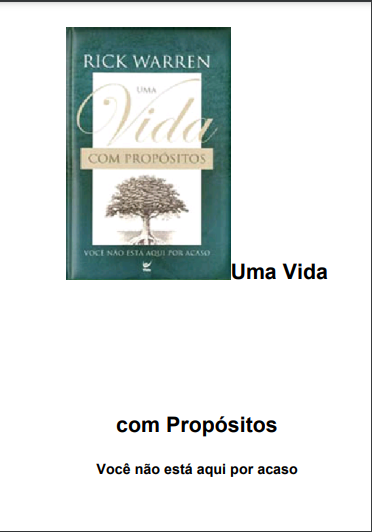 RICK WARREN
UMA
Vida
COM PROPÓSITOS
VOCÊ NÃO ESTÁ AQUI POR ACASO
Vida
Uma Vida
com Propósitos
Você não está aqui por acaso